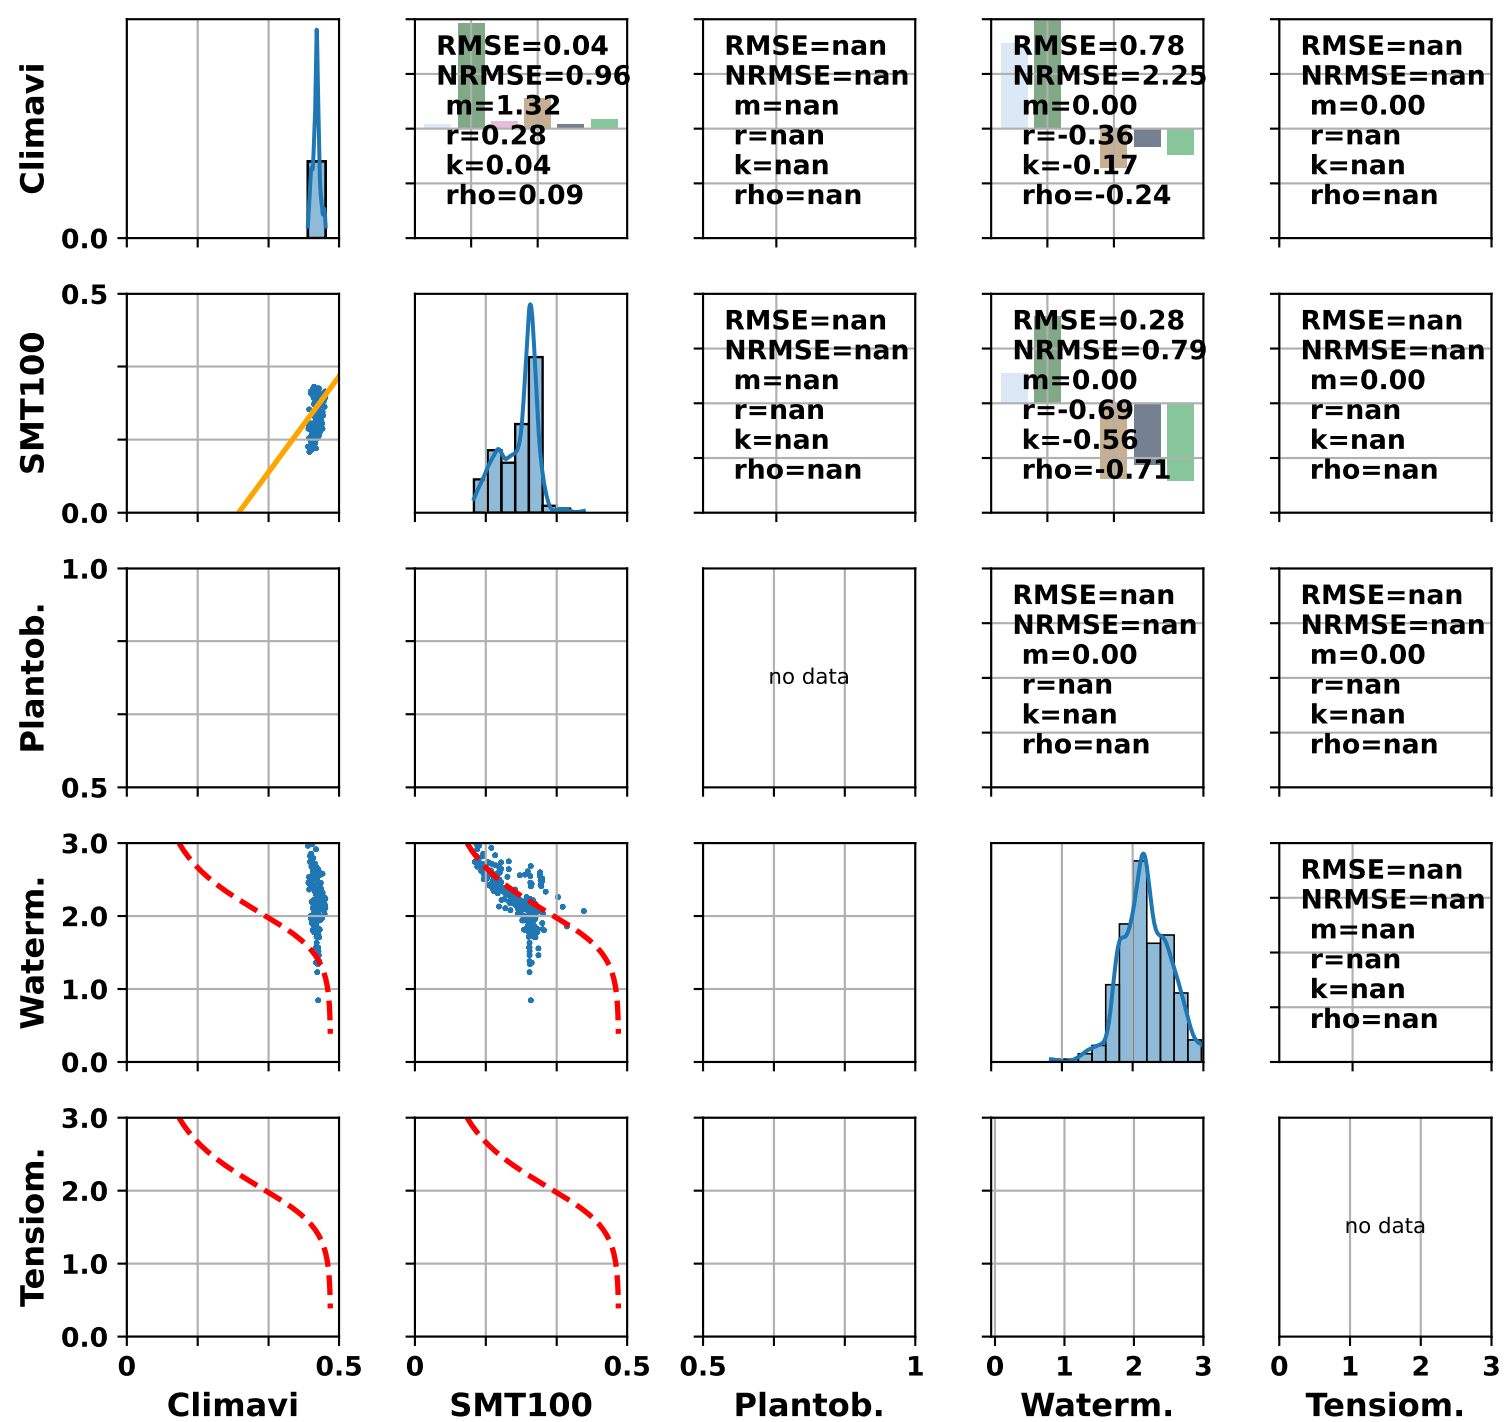 Climavi
0.0
RMSE=0.04
NRMSE=0.96
m=1.32
r=0.28
k=0.04
rho=0.09
RMSE=nan
NRMSE=nan
m=nan
r=nan
k=nan
rho=nan
RMSE=0.78
NRMSE=2.25
m=0.00
r=-0.36
k=-0.17
rho=-0.24
RMSE=nan
NRMSE=nan
m=0.00
r=nan
k=nan
rho=nan
SMT100
0.5
0.0
RMSE=nan
NRMSE=nan
m=nan
r=nan
k=nan
rho=nan
RMSE=0.28
NRMSE=0.79
m=0.00
r=-0.69
k=-0.56
rho=-0.71
RMSE=nan
NRMSE=nan
m=0.00
r=nan
k=nan
rho=nan
Plantob.
1.0
0.5
no data
RMSE=nan
NRMSE=nan
m=0.00
r=nan
k=nan
rho=nan
RMSE=nan
NRMSE=nan
m=0.00
r=nan
k=nan
rho=nan
Waterm.
3.0
2.0
1.0
0.0
RMSE=nan
NRMSE=nan
m=nan
r=nan
k=nan
rho=nan
Tensiom.
3.0
2.0
1.0
0.0
no data
0 0.5
0 0.5
0.5 1
0 1 2 3
0 1 2 3
Climavi
SMT100
Plantob.
Waterm.
Tensiom.